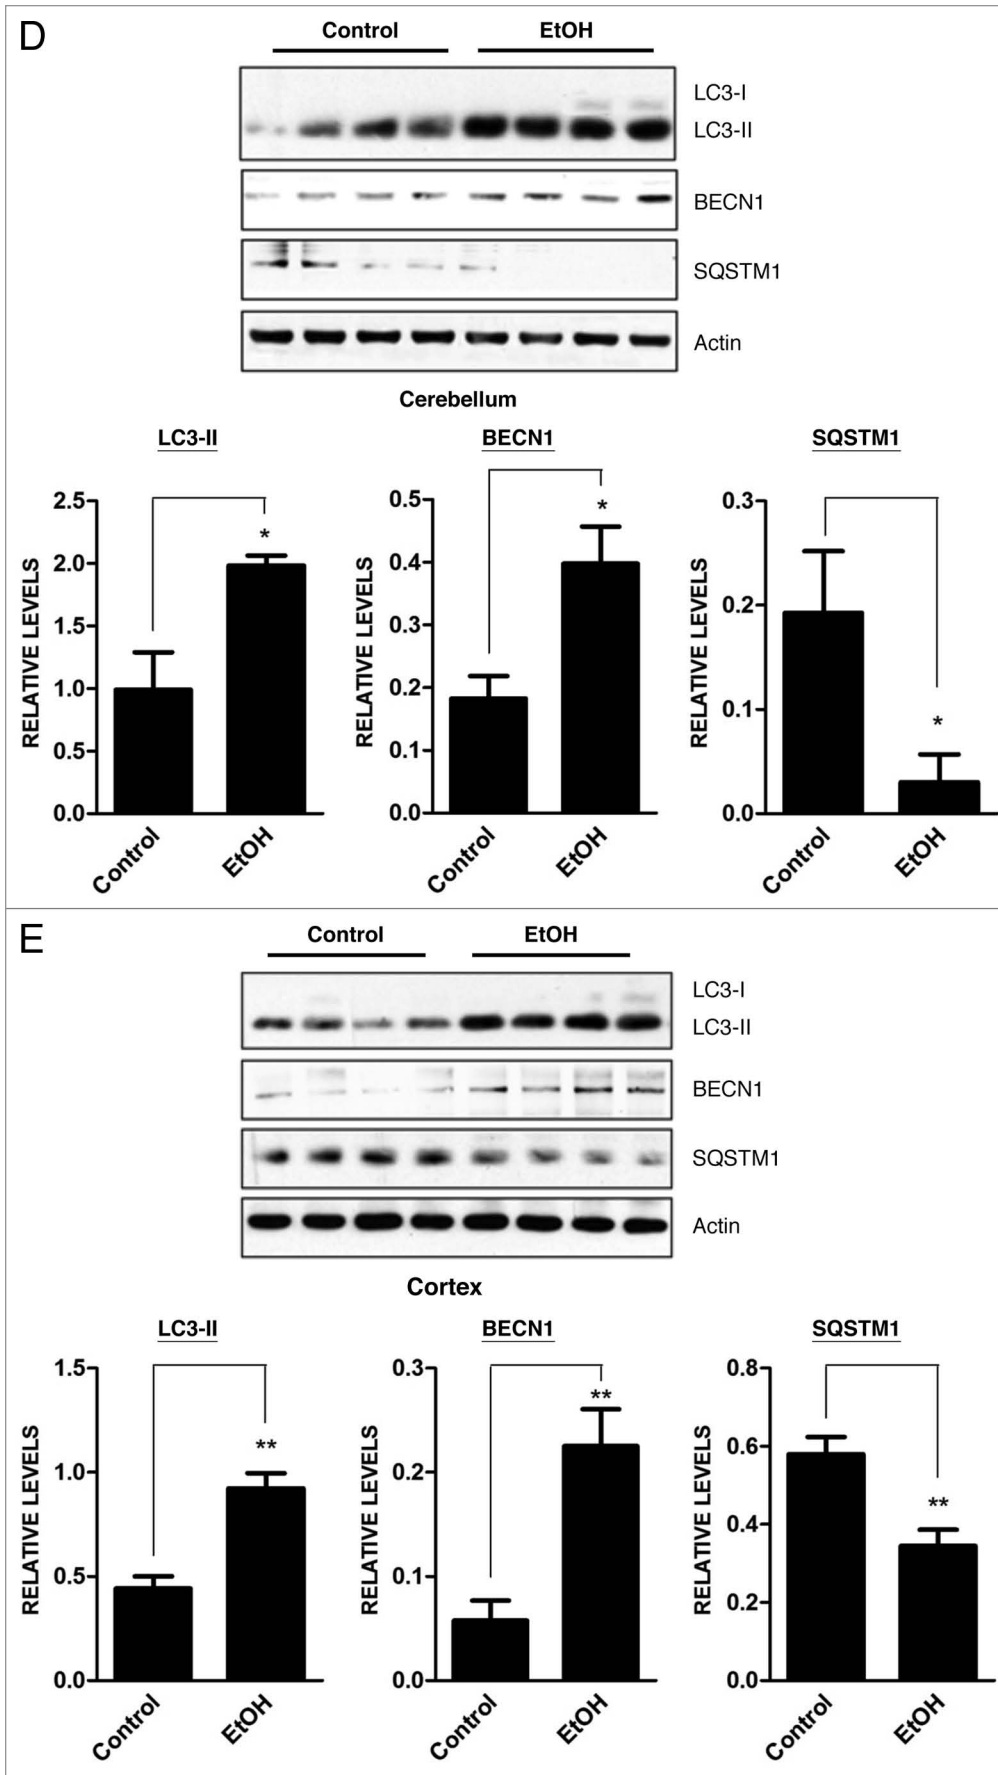 D
Control EtOH
LC3-I
LC3-II
BECN1
SQSTM1
Actin
Cerebellum
LC3-II BECN1 SQSTM1
RELATIVE LEVELS
2.5
2.0
1.5
1.0
0.5
0.0
Control EtOH
*
RELATIVE LEVELS
0.5
0.4
0.3
0.2
0.1
0.0
Control EtOH
*
RELATIVE LEVELS
0.3
0.2
0.1
0.0
Control EtOH
*
E
Control EtOH
LC3-I
LC3-II
BECN1
SQSTM1
Actin
Cortex
LC3-II BECN1 SQSTM1
RELATIVE LEVELS
1.5
1.0
0.5
0.0
Control EtOH
**
RELATIVE LEVELS
0.3
0.2
0.1
0.0
Control EtOH
**
RELATIVE LEVELS
0.8
0.6
0.4
0.2
0.0
Control EtOH
**